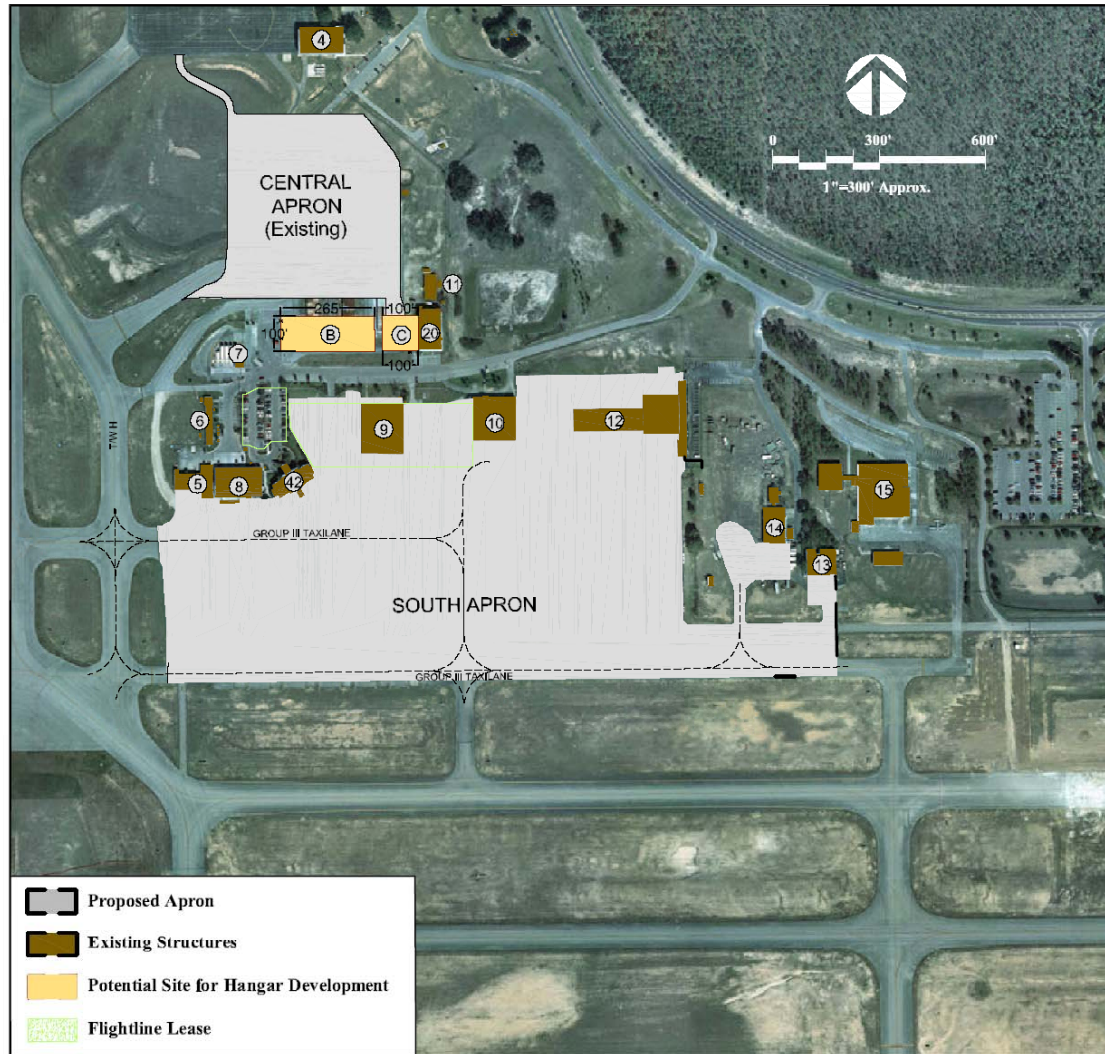 4
0
300'
600'
1"=300' Approx.
CENTRAL
APRON
(Existing)
11
265'
100'
100'
B
C
20
100'
7
6
9
10
12
T/W H
5
8
42
15
14
GROUP III TAXILANE
13
SOUTH APRON
GROUP III TAXILANE
Proposed Apron
Existing Structures
Potential Site for Hangar Development
Flightline Lease